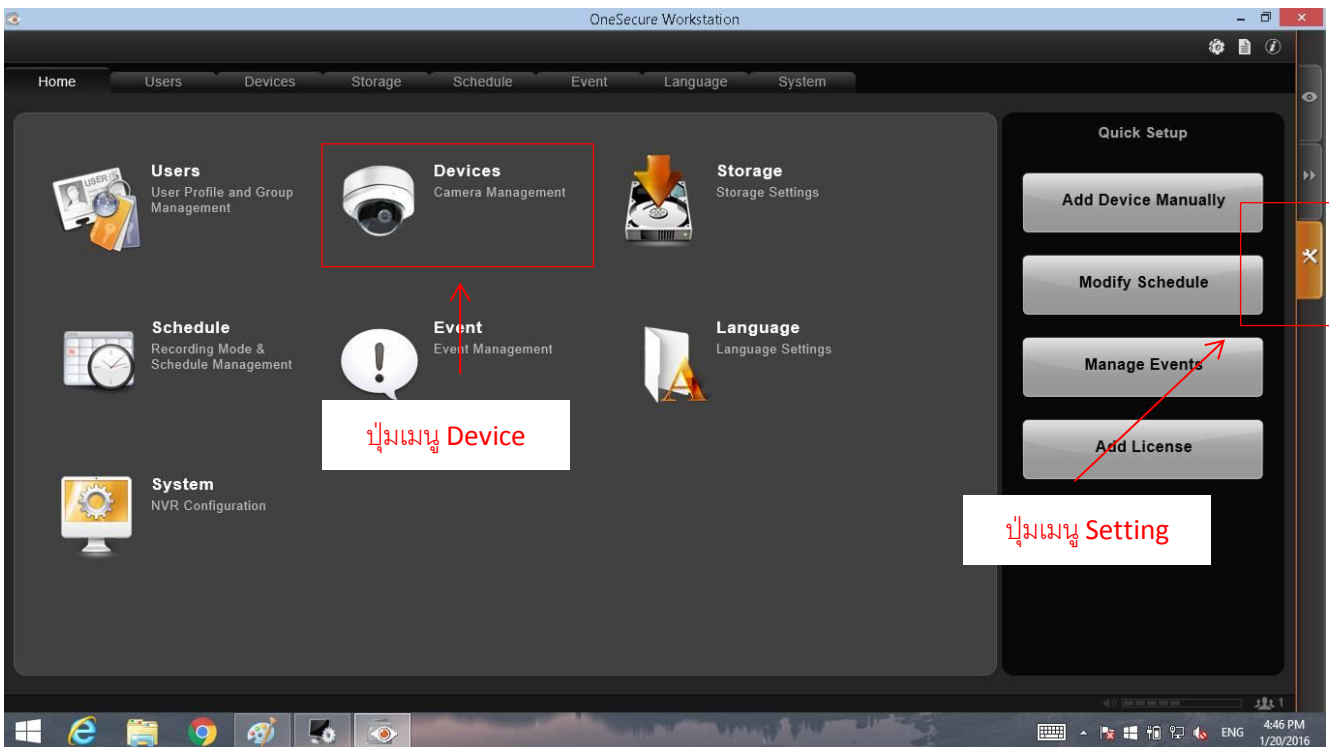 OneSecure Workstation
Home Users Devices Storage Schedule Event Language System
Users
User Profile and Group
Management
Devices
Camera Management
Storage
Storage Settings
Schedule
Recording Mode &
Schedule Management
Event
Event Management
Language
Language Settings
ปุ่มเมนู Device
System
NVR Configuration
Quick Setup
Add Device Manually
Modify Schedule
Manage Events
Add License
ปุ่มเมนู Setting
1
ENG
4:46 PM
1/20/2016